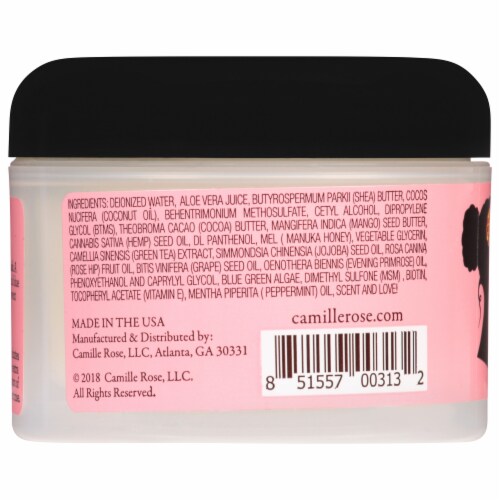 INGREDIENTS: DEIONIZED WATER, ALOE VERA JUICE, BUTYROSPERMUM PARKII (SHEA) BUTTER, COCOS
NUCIFERA (COCONUT OIL), BEHENTRIMONIUM METHOSULFATE, CETYL ALCOHOL, DIPROPYLENE
GLYCOL (BTMS), THEOBROMA CACAO (COCOA) BUTTER, MANGIFERA INDICA (MANGO) SEED BUTTER,
CANNABIS SATIVA (HEMP) SEED OIL, DL PANTHENOL, MEL ( MANUKA HONEY), VEGETABLE GLYCERIN,
CAMELLIA SINENSIS (GREEN TEA) EXTRACT, SIMMONDSIA CHINENSIA (JOJOBA) SEED OIL, ROSA CANINA
(ROSE HIP) FRUIT OIL, BITIS VINIFERA (GRAPE) SEED OIL, OENOTHERA BIENNIS (EVENING PRIMROSE) OIL,
PHENOXYETHANOL AND CAPRYLYL GLYCOL, BLUE GREEN ALGAE, DIMETHYL SULFONE (MSM) , BIOTIN,
TOCOPHERYL ACETATE (VITAMIN E), MENTHA PIPERITA ( PEPPERMINT) OIL, SCENT AND LOVE!
MADE IN THE USA
Manufactured & Distributed by:
Camille Rose, LLC, Atlanta, GA 30331
©2018 Camille Rose, LLC.
All Rights Reserved.
camillerose.com
8 51557 00313 2